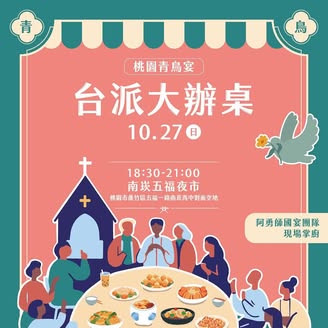 青
鳥
桃園青鳥宴
台派大辦桌
10.27日
18:30-21:00
南崁五福夜市
桃園市蘆竹區五福一路南崁高中對面空地
阿勇師國宴團隊
現場掌廚